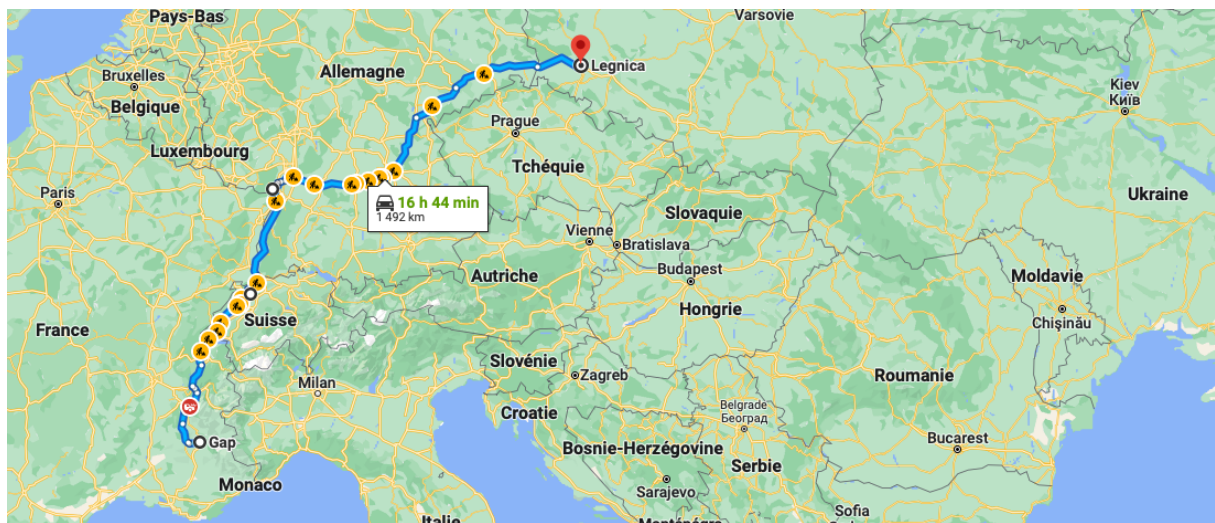 Pays-Bas
Varsovie
Bruxelles
Allemagne
Legnica
Belgique
Kiev
Київ
Prague
Luxembourg
Tchéquie
Paris
Ukraine
16 h 44 min
1 492 km
Slovaquie
Vienne
Bratislava
Budapest
Autriche
Moldavie
Hongrie
Chişinău
France
Suisse
Slovénie
Zagreb
Milan
Roumanie
Croatie
Belgrade
Београд
Gap
Bosnie-Herzégovine
Bucarest
Serbie
Monaco
Sarajevo
Sofia
Italie